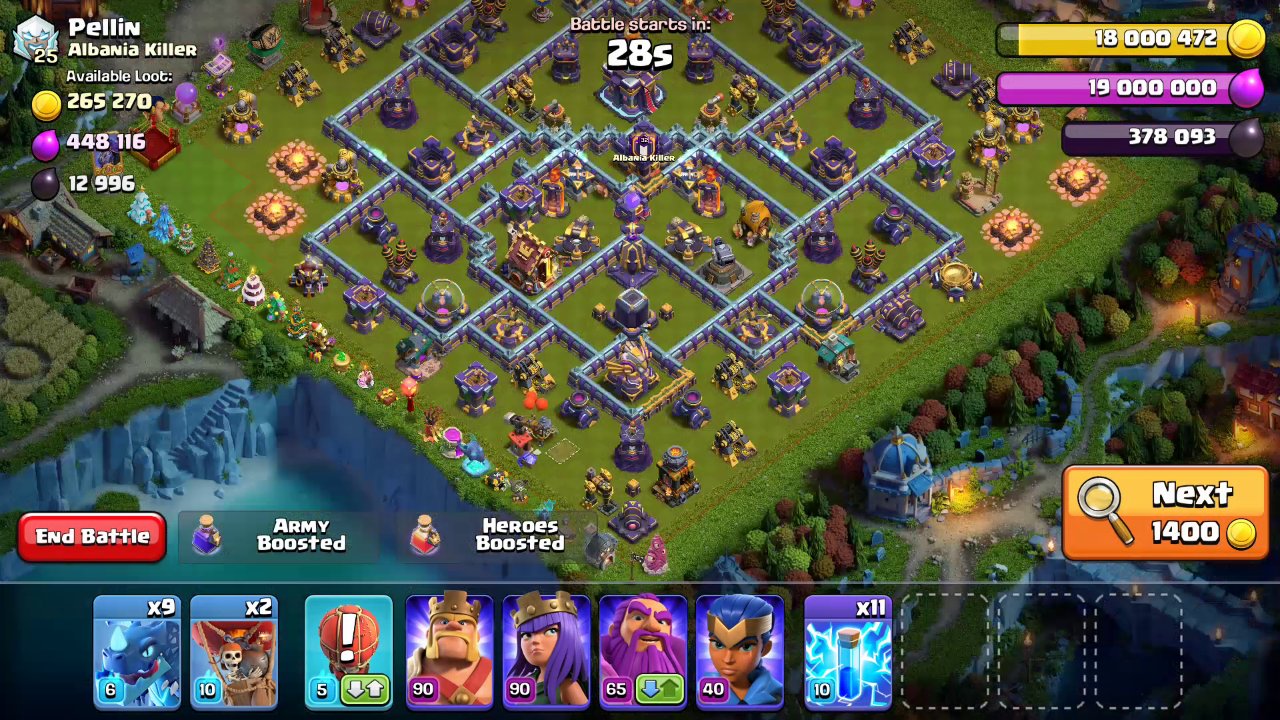 25
Pellin
Albania Killer
Available Loot:
265 270
448 116
12 996
Battle starts in:
28s
18 000 472
19 000 000
378 093
Albania Killer
End Battle
Army
Boosted
Heroes
Boosted
Next
1400
x9
x2
x11
6
10
5
90
90
65
40
10